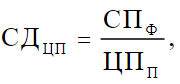 СД_ЦП = СП_Ф / ЦП_П ,